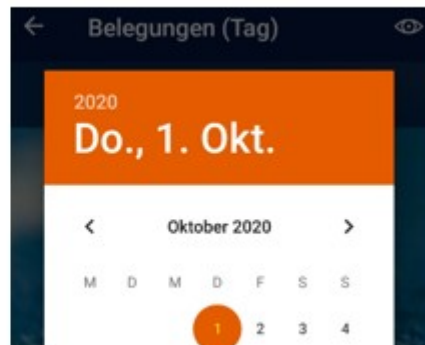 Belegungen (Tag)
2020
Do., 1. Okt.
Oktober 2020
M D M D F S S
1 2 3 4